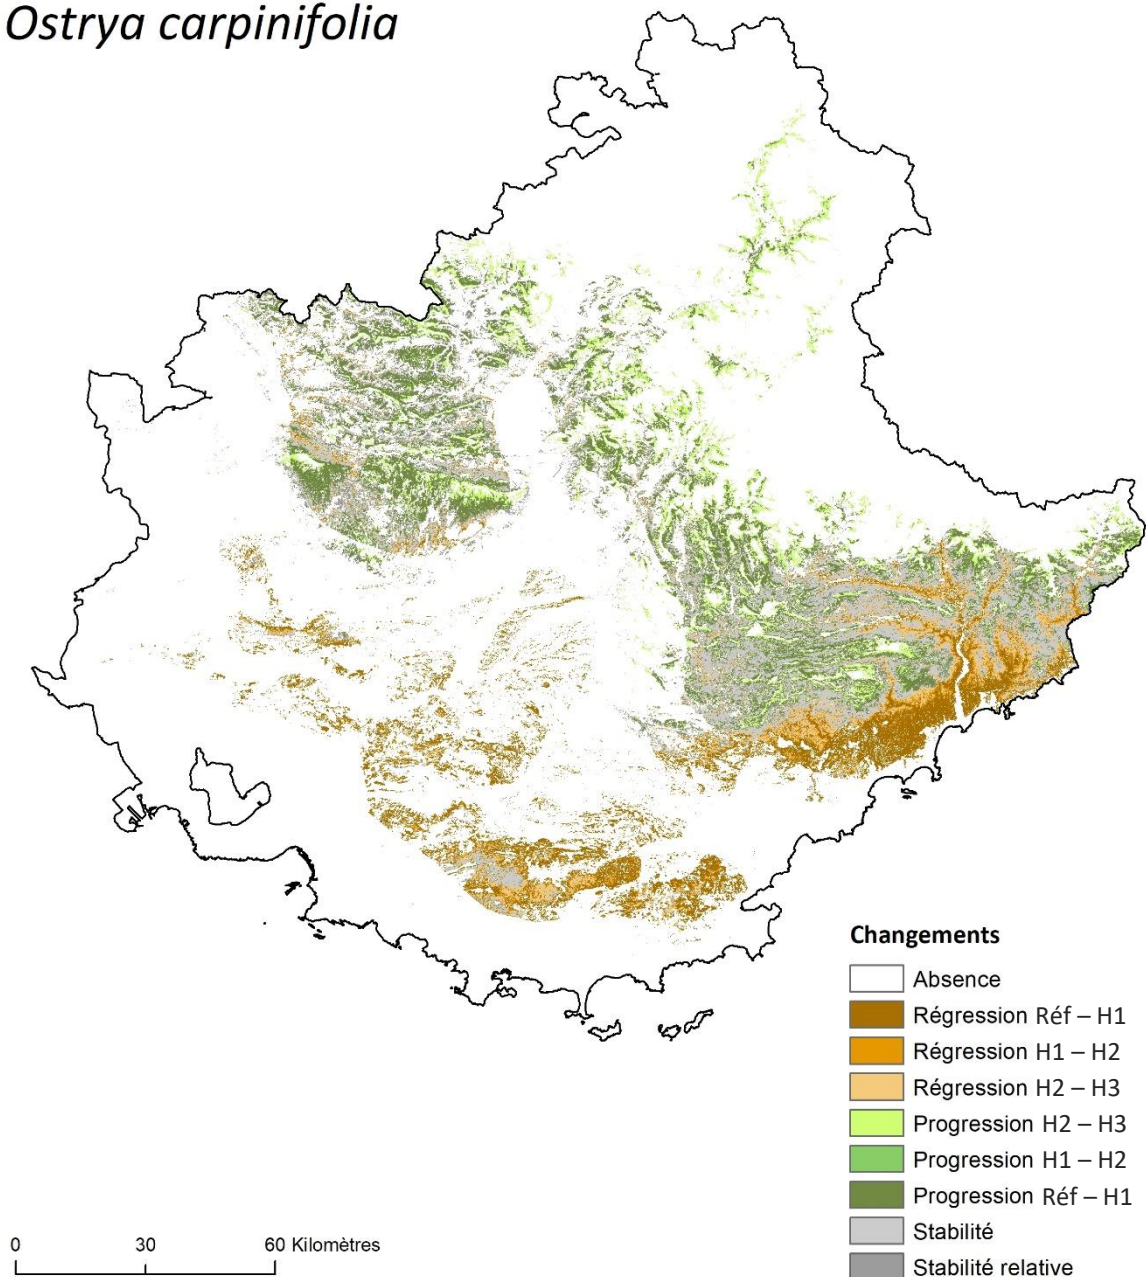 Ostrya carpinifolia
Changements
Absence
Régression Réf – H1
Régression H1 – H2
Régression H2 – H3
Progression H2 – H3
Progression H1 – H2
Progression Réf – H1
Stabilité
Stabilité relative
0 30 60 Kilomètres